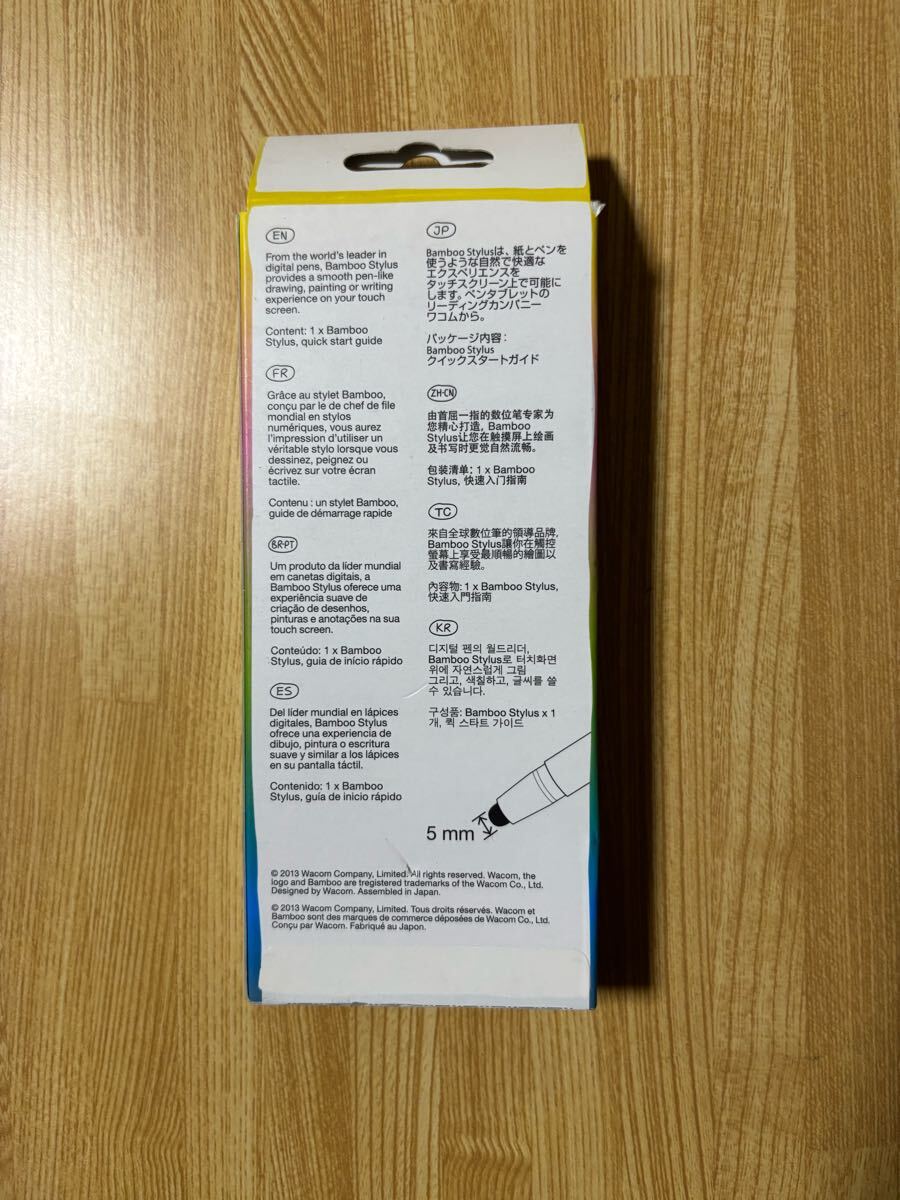 EN
From the world's leader in
digital pens, Bamboo Stylus
provides a smooth pen-like
drawing, painting or writing
experience on your touch
screen.
Content: 1 x Bamboo
Stylus, quick start guide
FR
Grâce au stylet Bamboo,
conçu par le de chef de file
mondial en stylos
numériques, vous aurez
l'impression d'utiliser un
véritable stylo lorsque vous
dessinez, peignez ou
écrivez sur votre écran
tactile.
Contenu : un stylet Bamboo,
guide de démarrage rapide
BR-PT
Um produto da líder mundial
em canetas digitais, a
Bamboo Stylus oferece uma
experiência suave de
criação de desenhos,
pinturas e anotações na sua
touch screen.
Conteúdo: 1 x Bamboo
Stylus, guia de início rápido
ES
Del líder mundial en lápices
digitales, Bamboo Stylus
ofrece una experiencia de
dibujo, pintura o escritura
suave y similar a los lápices
en su pantalla táctil.
Contenido: 1 x Bamboo
Stylus, guía de inicio rápido
JP
Bamboo Stylusは、紙とペンを
使うような自然で快適な
エクスペリエンスを
タッチスクリーン上で可能に
します。ペンタブレットの
リーディングカンパニー
ワコムから。
パッケージ内容：
Bamboo Stylus
クイックスタートガイド
ZH-CN
由首屈一指的数位笔专家为
您精心打造, Bamboo
Stylus让您在触摸屏上绘画
及书写时更觉自然流畅。
包装清单：1 x Bamboo
Stylus, 快速入门指南
TC
來自全球數位筆的領導品牌,
Bamboo Stylus讓你在觸控
螢幕上享受最順暢的繪圖以
及書寫經驗。
內容物: 1 x Bamboo Stylus,
快速入門指南
KR
디지털 펜의 월드리더,
Bamboo Stylus로 터치화면
위에 자연스럽게 그림
그리고, 색칠하고, 글씨를 쓸
수 있습니다.
구성품: Bamboo Stylus x 1
개, 퀵 스타트 가이드
5 mm
© 2013 Wacom Company, Limited. All rights reserved. Wacom, the
logo and Bamboo are tregistered trademarks of the Wacom Co., Ltd.
Designed by Wacom. Assembled in Japan.
© 2013 Wacom Company, Limited. Tous droits réservés. Wacom et
Bamboo sont des marques de commerce déposées de Wacom Co., Ltd.
Conçu par Wacom. Fabriqué au Japon.